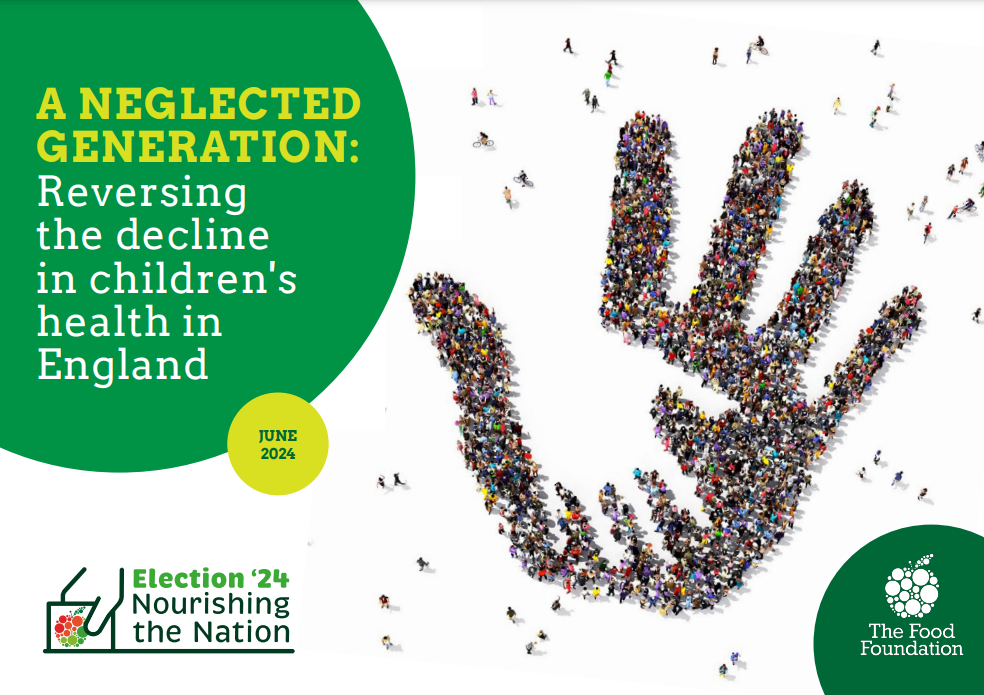 A NEGLECTED
GENERATION:
Reversing
the decline
in children's
health in
England
JUNE
2024
Election ‘24
Nourishing
the Nation
The Food
Foundation